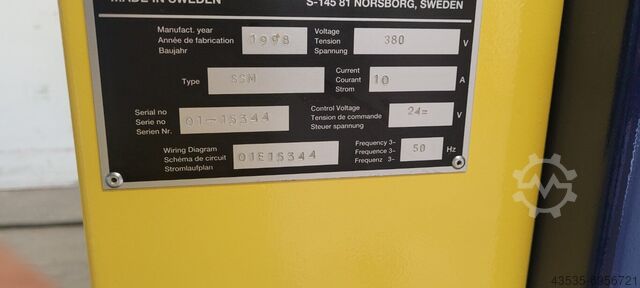 MADE IN SWEDEN S-145 81 NORSBORG, SWEDEN
Manufact. year
Année de fabrication
Baujahr
1998
Voltage
Tension
Spannung
380
V
Type
SSM
Current
Courant
Strom
10
A
Serial no
Serie no
Serien Nr.
01-15344
Control Voltage
Tension de commande
Steuer spannung
24=
V
Wiring Diagram
Schéma de circuit
Stromlaufplan
01E15344
Frequency 3~
Frequence 3~
Frequenz 3~
50
Hz
43535-6956721